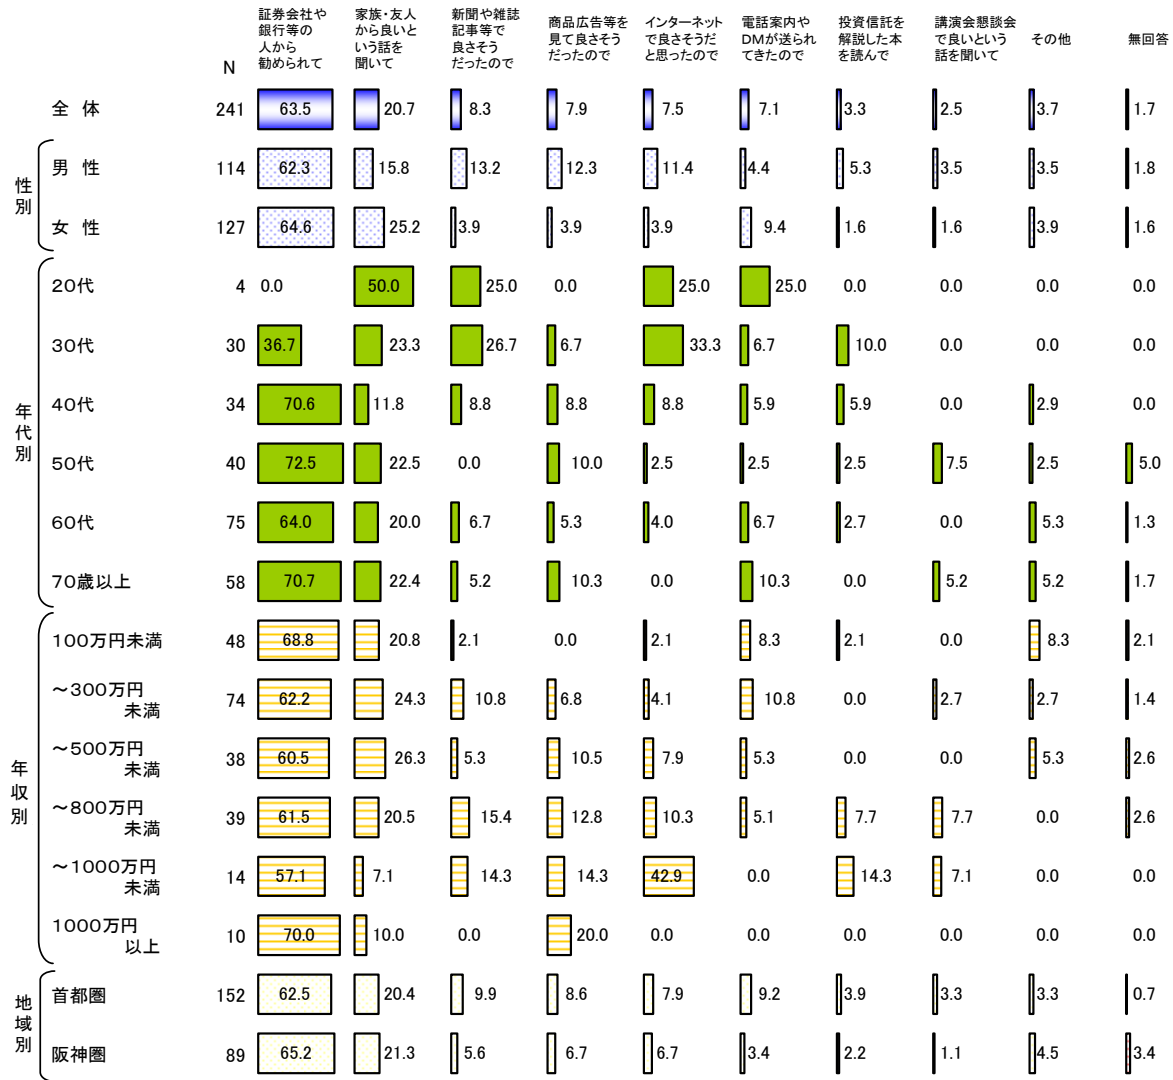 証券会社や
銀行等の
人から
勧められて
家族・友人
から良いと
いう話を
聞いて
新聞や雑誌
記事等で
良さそう
だったので
商品広告等を
見て良さそう
だったので
インターネット
で良さそうだ
と思ったので
電話案内や
DMが送られ
てきたので
投資信託を
解説した本
を読んで
講演会懇談会
で良いという
話を聞いて
その他
無回答
N
全 体 241 63.5 20.7 8.3 7.9 7.5 7.1 3.3 2.5 3.7 1.7
性別
男 性 114 62.3 15.8 13.2 12.3 11.4 4.4 5.3 3.5 3.5 1.8
女 性 127 64.6 25.2 3.9 3.9 3.9 9.4 1.6 1.6 3.9 1.6
年代別
20代 4 0.0 50.0 25.0 0.0 25.0 25.0 0.0 0.0 0.0 0.0
30代 30 36.7 23.3 26.7 6.7 33.3 6.7 10.0 0.0 0.0 0.0
40代 34 70.6 11.8 8.8 8.8 8.8 5.9 5.9 0.0 2.9 0.0
50代 40 72.5 22.5 0.0 10.0 2.5 2.5 2.5 7.5 2.5 5.0
60代 75 64.0 20.0 6.7 5.3 4.0 6.7 2.7 0.0 5.3 1.3
70歳以上 58 70.7 22.4 5.2 10.3 0.0 10.3 0.0 5.2 5.2 1.7
年収別
100万円未満 48 68.8 20.8 2.1 0.0 2.1 8.3 2.1 0.0 8.3 2.1
～300万円
未満 74 62.2 24.3 10.8 6.8 4.1 10.8 0.0 2.7 2.7 1.4
～500万円
未満 38 60.5 26.3 5.3 10.5 7.9 5.3 0.0 0.0 5.3 2.6
～800万円
未満 39 61.5 20.5 15.4 12.8 10.3 5.1 7.7 7.7 0.0 2.6
～1000万円
未満 14 57.1 7.1 14.3 14.3 42.9 0.0 14.3 7.1 0.0 0.0
1000万円
以上 10 70.0 10.0 0.0 20.0 0.0 0.0 0.0 0.0 0.0 0.0
地域別
首都圏 152 62.5 20.4 9.9 8.6 7.9 9.2 3.9 3.3 3.3 0.7
阪神圏 89 65.2 21.3 5.6 6.7 6.7 3.4 2.2 1.1 4.5 3.4